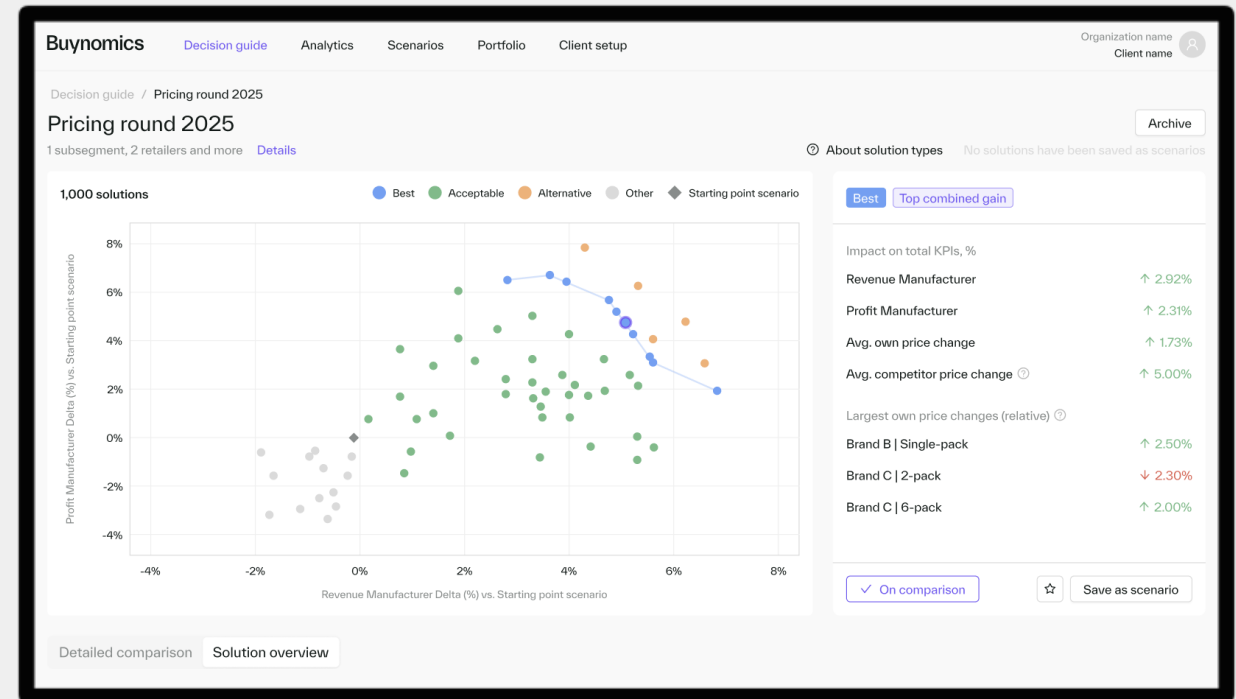 Buynomics
Decision guide
Analytics
Scenarios
Portfolio
Client setup
Organization name
Client name
Decision guide / Pricing round 2025
Pricing round 2025
Archive
1 subsegment, 2 retailers and more Details
About solution types
No solutions have been saved as scenarios
1,000 solutions
Best
Acceptable
Alternative
Other
Starting point scenario
Profit Manufacturer Delta (%) vs. Starting point scenario
8%
6%
4%
2%
0%
-2%
-4%
-4%
-2%
0%
2%
4%
6%
8%
Revenue Manufacturer Delta (%) vs. Starting point scenario
Best
Top combined gain
Impact on total KPIs, %
Revenue Manufacturer ↑ 2.92%
Profit Manufacturer ↑ 2.31%
Avg. own price change ↑ 1.73%
Avg. competitor price change ? ↑ 5.00%
Largest own price changes (relative) ?
Brand B | Single-pack ↑ 2.50%
Brand C | 2-pack ↓ 2.30%
Brand C | 6-pack ↑ 2.00%
On comparison
Save as scenario
Detailed comparison
Solution overview